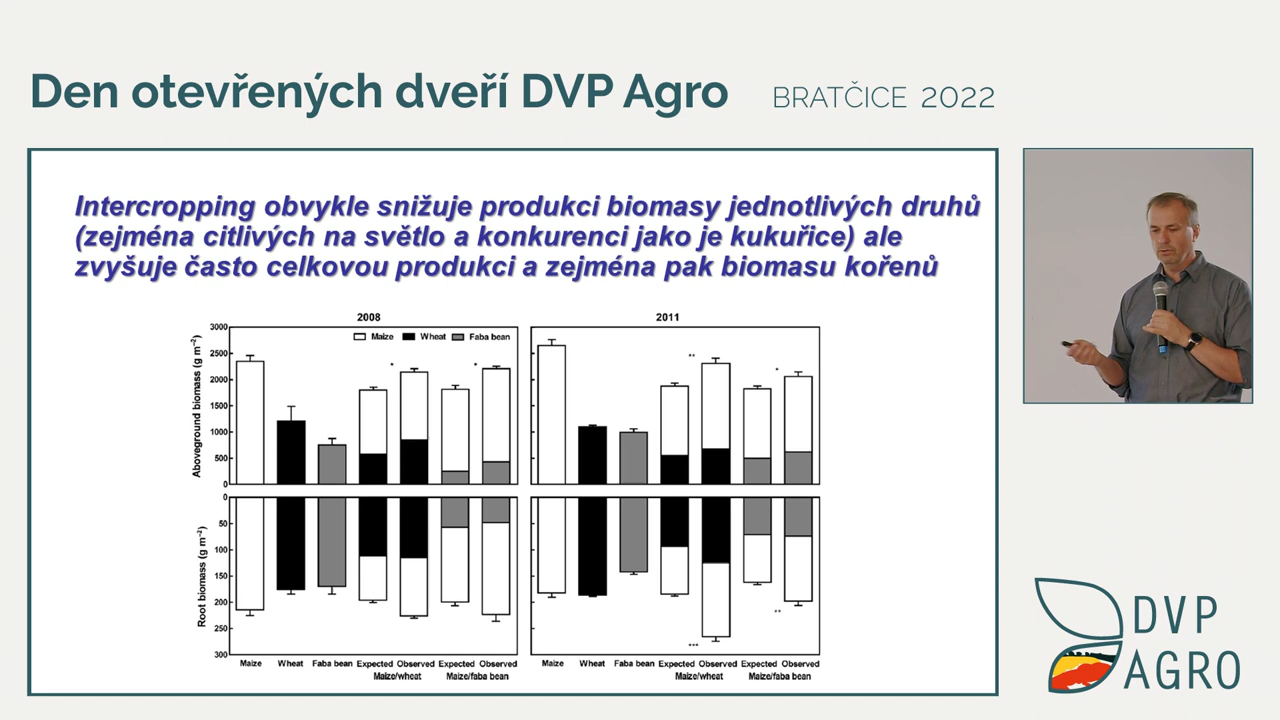 Den otevřených dveří DVP Agro BRATČICE 2022
Intercropping obvykle snižuje produkci biomasy jednotlivých druhů
(zejména citlivých na světlo a konkurenci jako je kukuřice) ale
zvyšuje často celkovou produkci a zejména pak biomasu kořenů
2008 2011
Maize Wheat Faba bean
Aboveground biomass (g m⁻²)
3000
2500
2000
1500
1000
500
0
* *
** *
Root biomass (g m⁻²)
0
50
100
150
200
250
300
*** **
Maize Wheat Faba bean Expected Observed Expected Observed
Maize/wheat Maize/faba bean
Maize Wheat Faba bean Expected Observed Expected Observed
Maize/wheat Maize/faba bean
DVP
AGRO